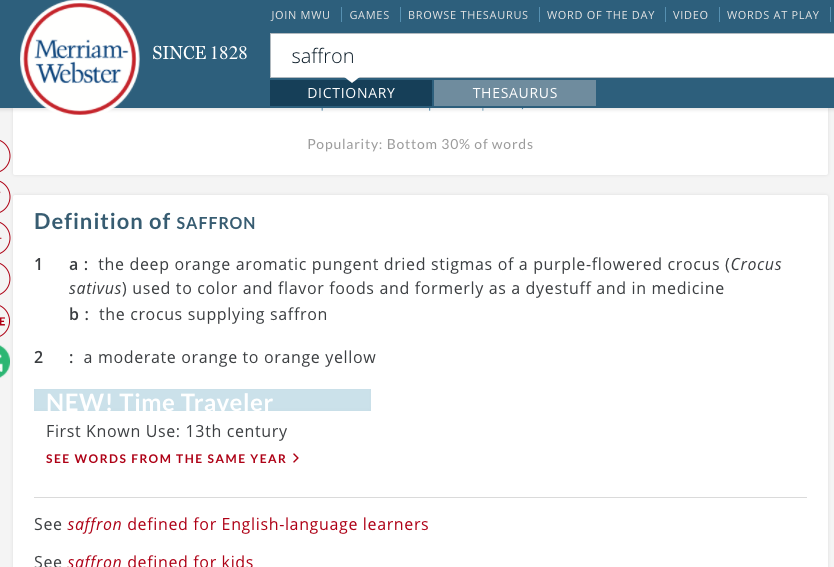 JOIN MWU GAMES BROWSE THESAURUS WORD OF THE DAY VIDEO WORDS AT PLAY
Merriam-
Webster
SINCE 1828
saffron
DICTIONARY THESAURUS
Popularity: Bottom 30% of words
Definition of SAFFRON
1 a : the deep orange aromatic pungent dried stigmas of a purple-flowered crocus (Crocus
sativus) used to color and flavor foods and formerly as a dyestuff and in medicine
b : the crocus supplying saffron
2 : a moderate orange to orange yellow
NEW! Time Traveler
First Known Use: 13th century
SEE WORDS FROM THE SAME YEAR >
See saffron defined for English-language learners
See saffron defined for kids